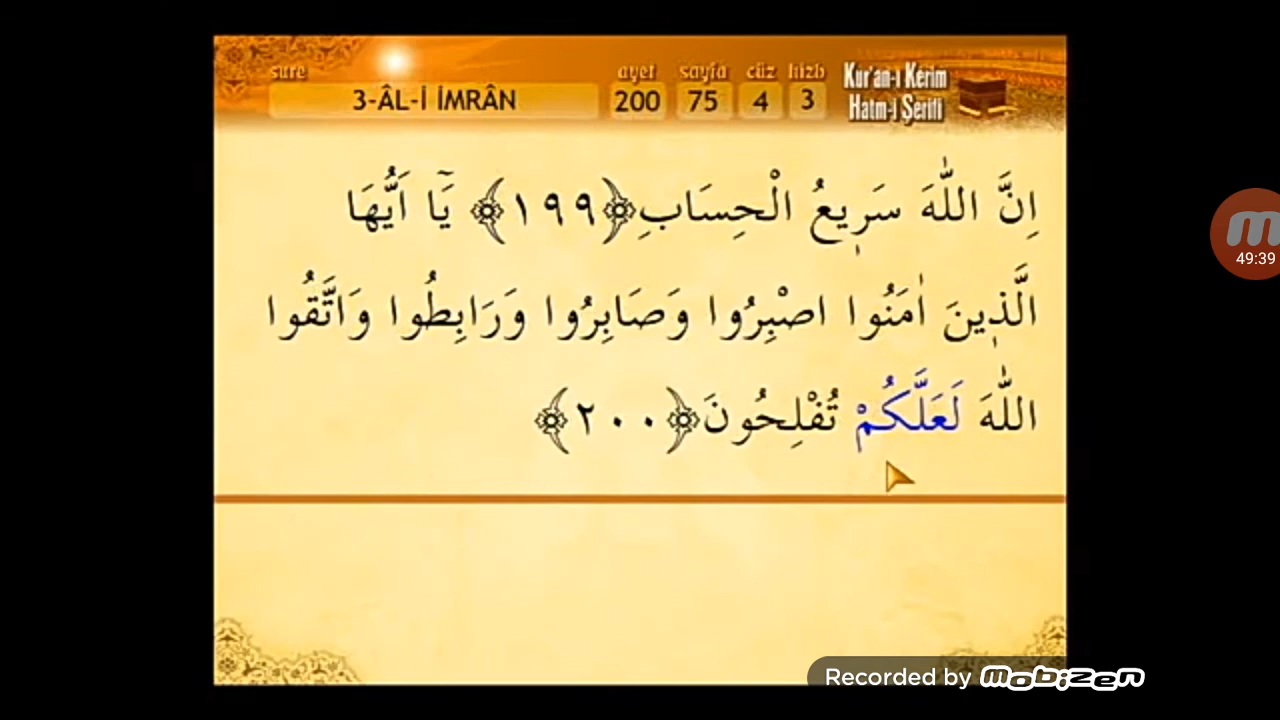 sure ayet sayfa cüz hizb
3-ÂL-İ İMRÂN 200 75 4 3
Kur'an-ı Kerim
Hatm-i Şerifi
اِنَّ اللّٰهَ سَرٖيعُ الْحِسَابِ﴿١٩٩﴾ يَٓا اَيُّهَا
الَّذٖينَ اٰمَنُوا اصْبِرُوا وَصَابِرُوا وَرَابِطُوا وَاتَّقُوا
اللّٰهَ لَعَلَّكُمْ تُفْلِحُونَ﴿٢٠٠﴾
49:39
Recorded by Mobizen